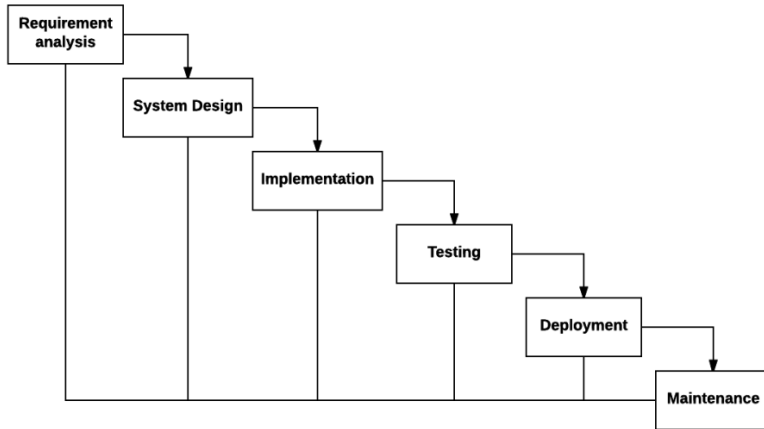 Requirement
analysis
System Design
Implementation
Testing
Deployment
Maintenance